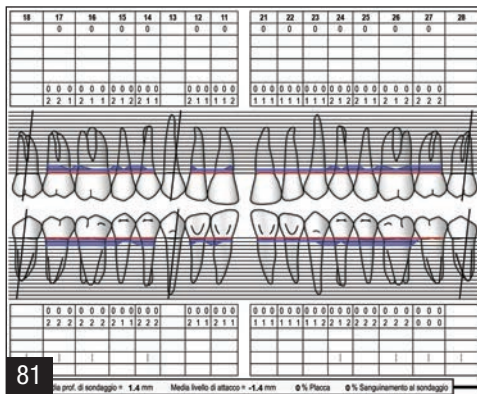 18 17 16 15 14 13 12 11 21 22 23 24 25 26 27 28
0 0 0 0 0 0 0 0 0 0 0 0 0
0 0 0 0 0 0 0 0 0 0 0 0 0 0 0 0 0 0 0 0 0 0 0 0 0 0 0 0 0 0 0 0 0 0 0 0 0 0 0
2 2 1 2 1 1 2 1 1 2 1 1 2 1 1 1 1 2 1 1 1 1 1 1 1 1 1 2 1 2 2 1 1 2 1 1 2 2 2
0 0 0 0 0 0 0 0 0 0 0 0 0 0 0 0 0 0 0 0 0 0 0 0 0 0 0 0 0 0 0 0 0 0 0 0 0 0 0
2 2 2 2 2 2 2 1 1 2 2 2 2 1 1 2 1 1 1 1 1 1 1 2 1 1 2 2 1 2 2 1 2 2 2 2 0 0 0
81
dia prof. di sondaggio = 1.4 mm Media livello di attacco = -1.4 mm 0 % Placca 0 % Sanguinamento al sondaggio